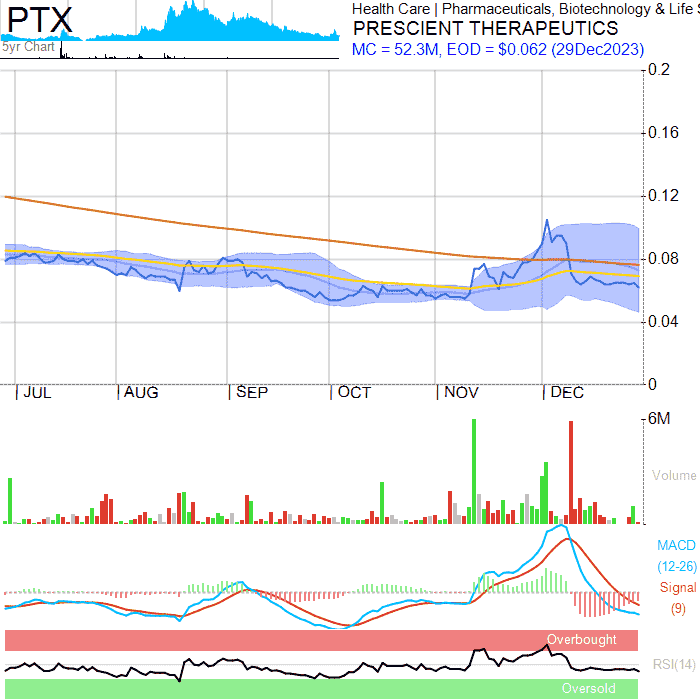 PTX
5yr Chart
Health Care | Pharmaceuticals, Biotechnology & Life S
PRESCIENT THERAPEUTICS
MC = 52.3M, EOD = $0.062 (29Dec2023)
0.2
0.16
0.12
0.08
0.04
0
JUL AUG SEP OCT NOV DEC
6M
Volume
MACD
(12-26)
Signal
(9)
Overbought
RSI(14)
Oversold